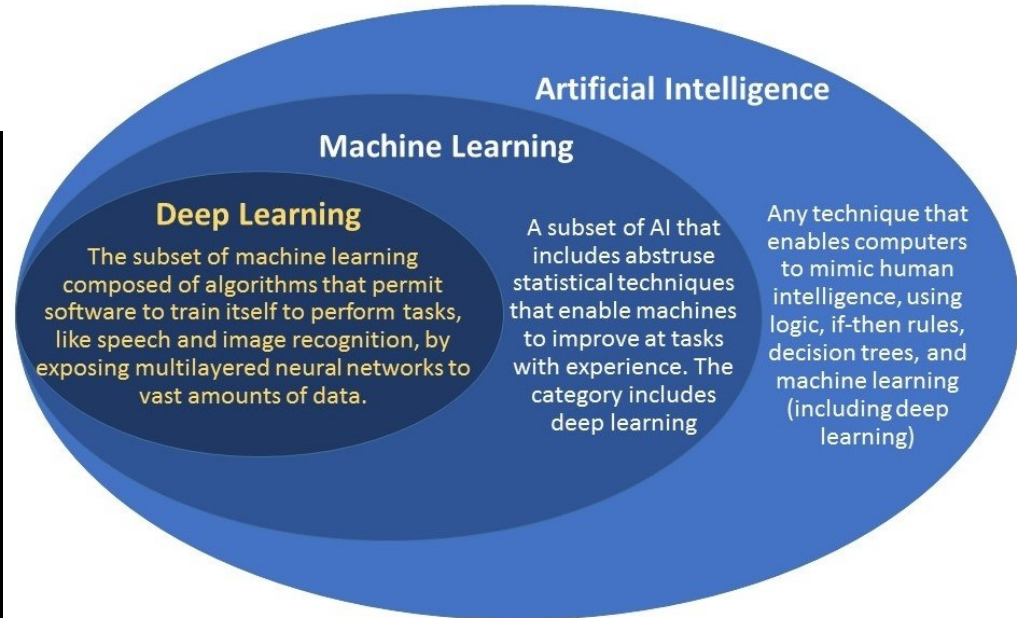 Artificial Intelligence
Machine Learning
Deep Learning
The subset of machine learning
composed of algorithms that permit
software to train itself to perform tasks,
like speech and image recognition, by
exposing multilayered neural networks to
vast amounts of data.
A subset of AI that
includes abstruse
statistical techniques
that enable machines
to improve at tasks
with experience. The
category includes
deep learning
Any technique that
enables computers
to mimic human
intelligence, using
logic, if-then rules,
decision trees, and
machine learning
(including deep
learning)